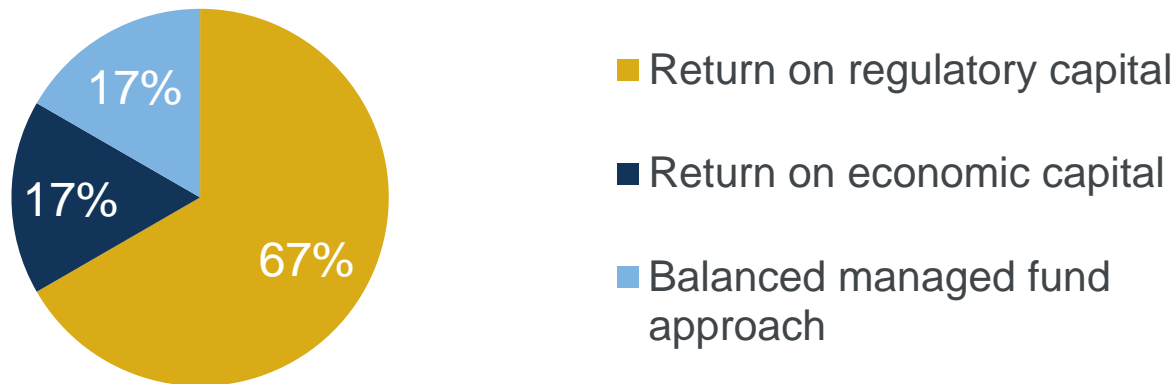 17%
17%
67%
Return on regulatory capital
Return on economic capital
Balanced managed fund
approach